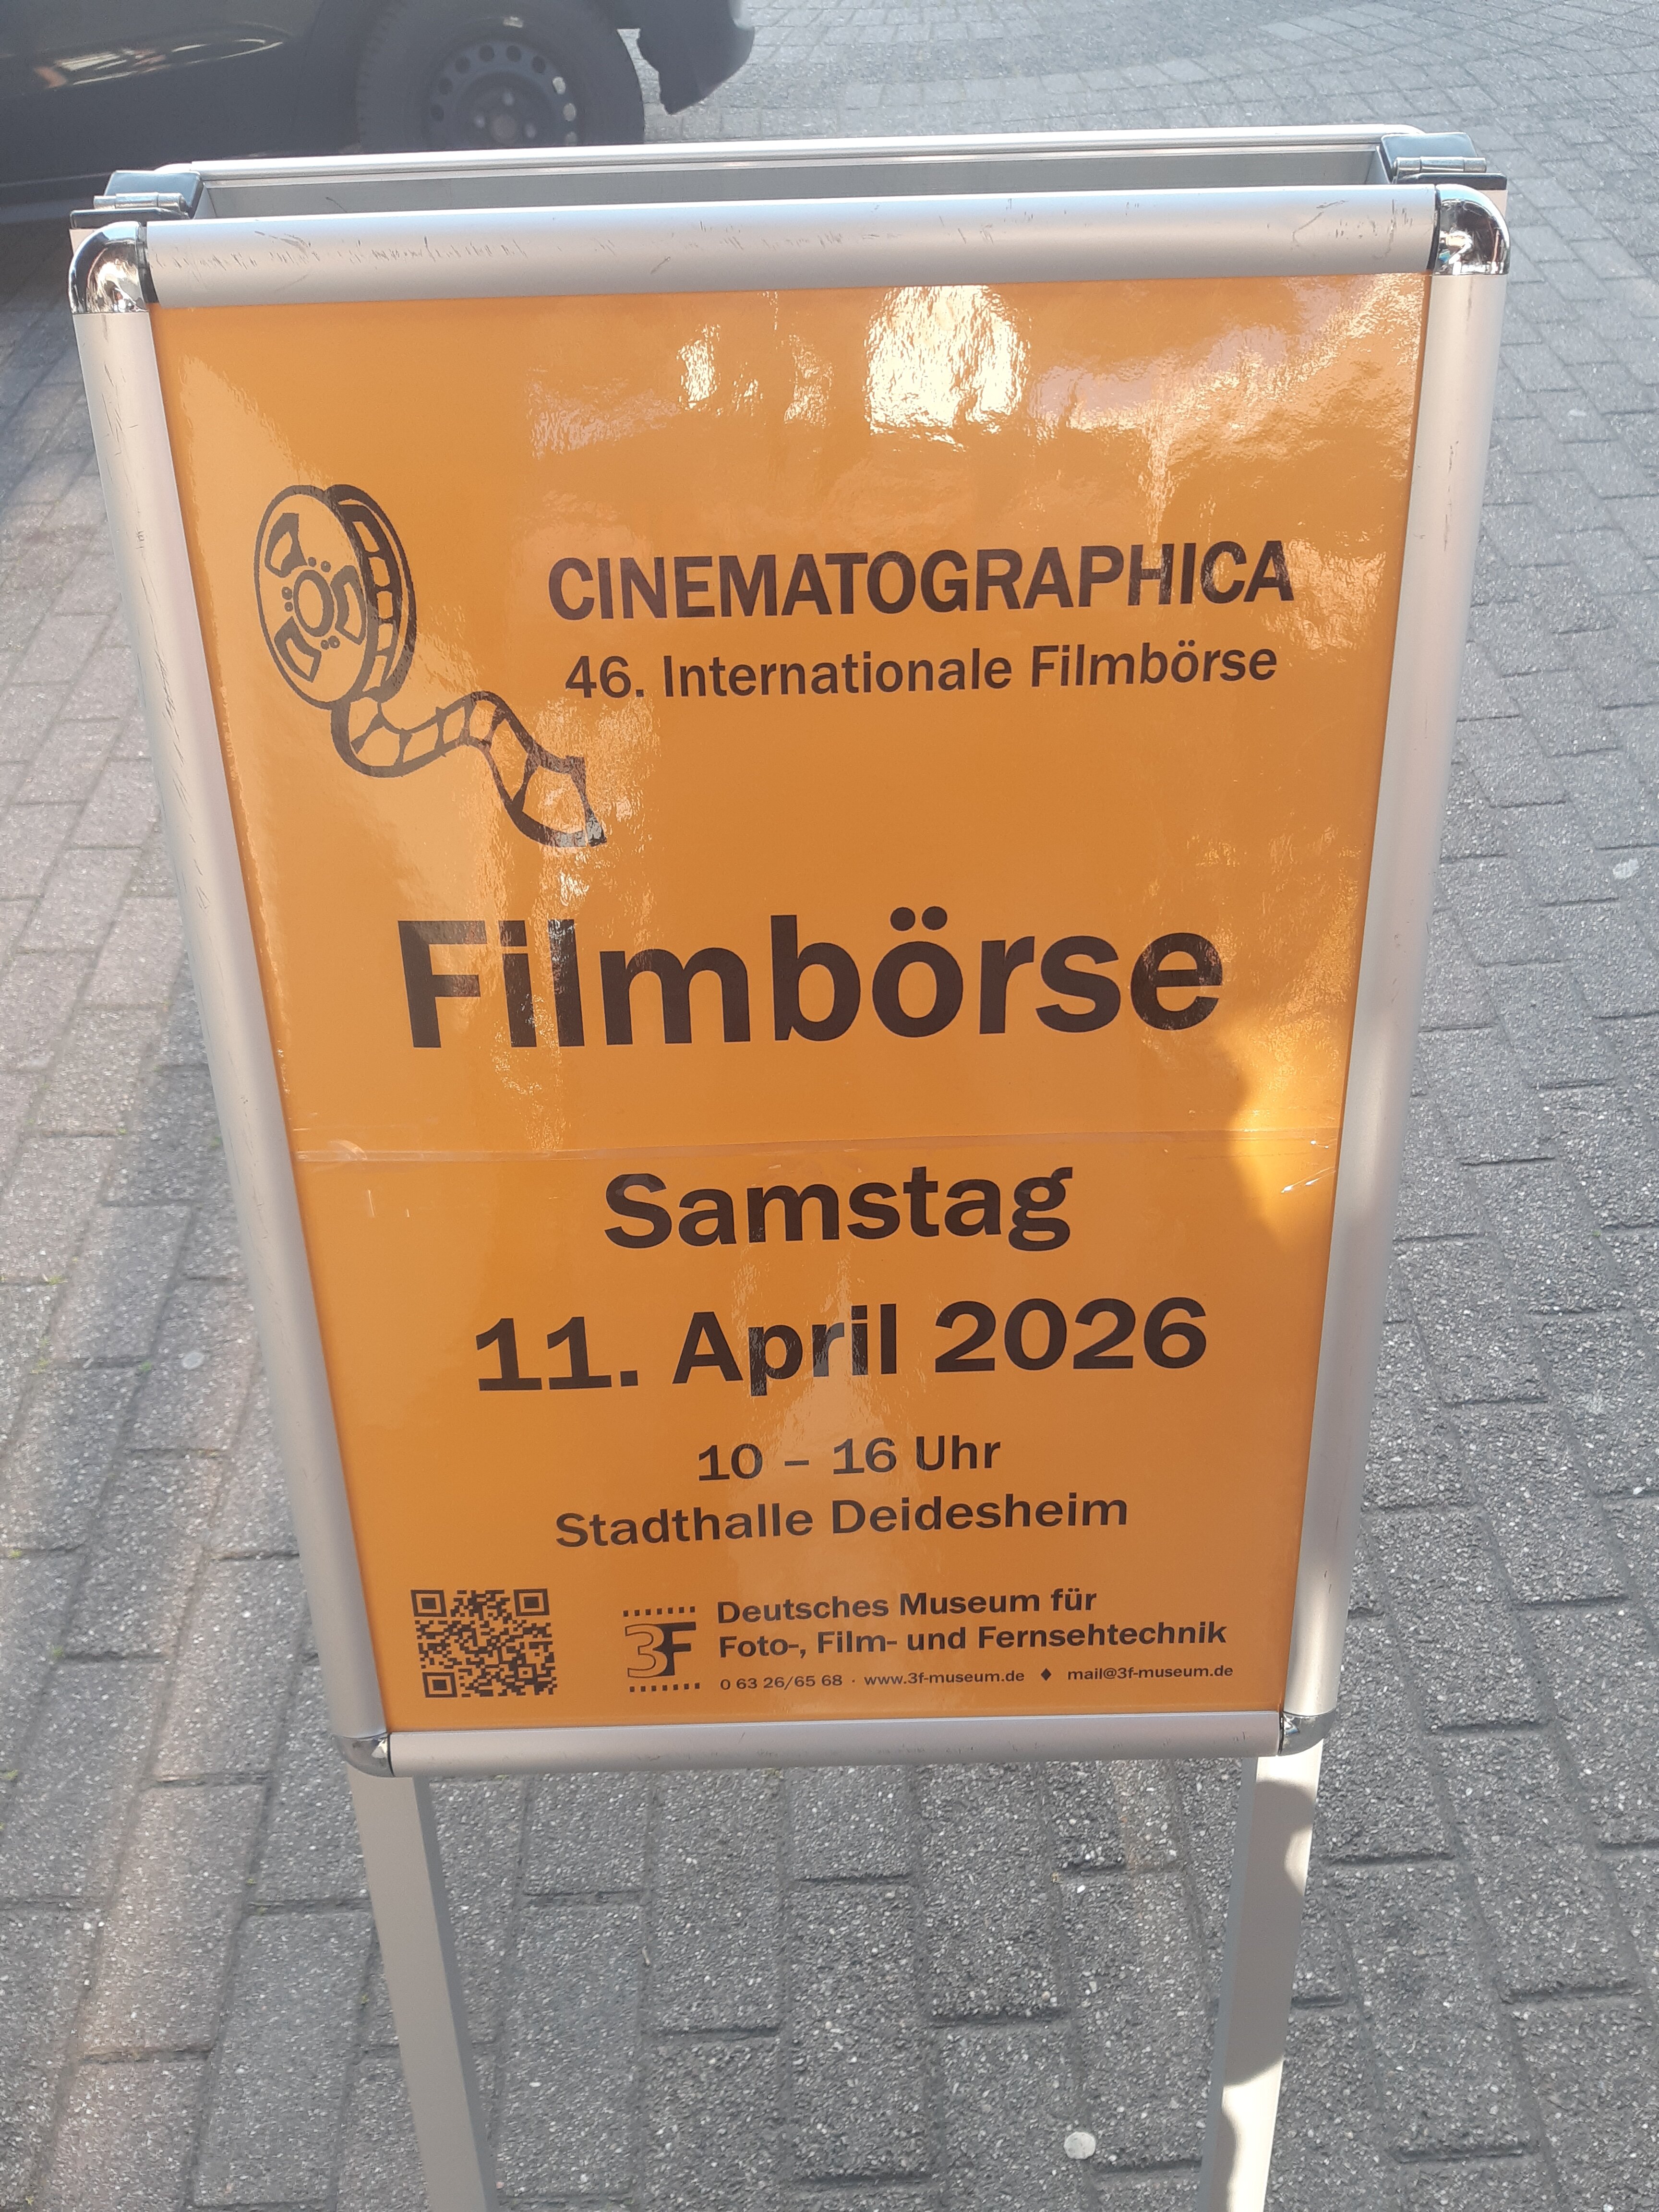 CINEMATOGRAPHICA
46. Internationale Filmbörse
Filmbörse
Samstag
11. April 2026
10 – 16 Uhr
Stadthalle Deidesheim
3F
Deutsches Museum für
Foto-, Film- und Fernsehtechnik
0 63 26/65 68 · www.3f-museum.de ♦ mail@3f-museum.de